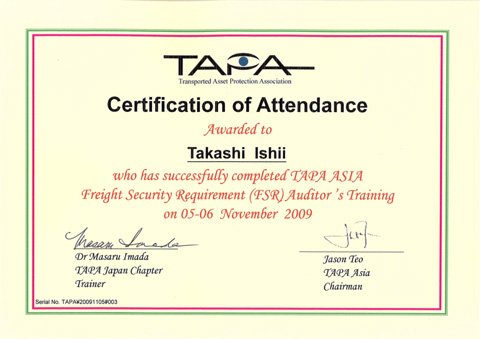 TAPA
Transported Asset Protection Association
Certification of Attendance
Awarded to
Takashi Ishii
who has successfully completed TAPA ASIA
Freight Security Requirement (FSR) Auditor's Training
on 05-06 November 2009
Masaru Imada
Dr Masaru Imada
TAPA Japan Chapter
Trainer
Jason Teo
TAPA Asia
Chairman
Serial No. TAPA#20091105#003